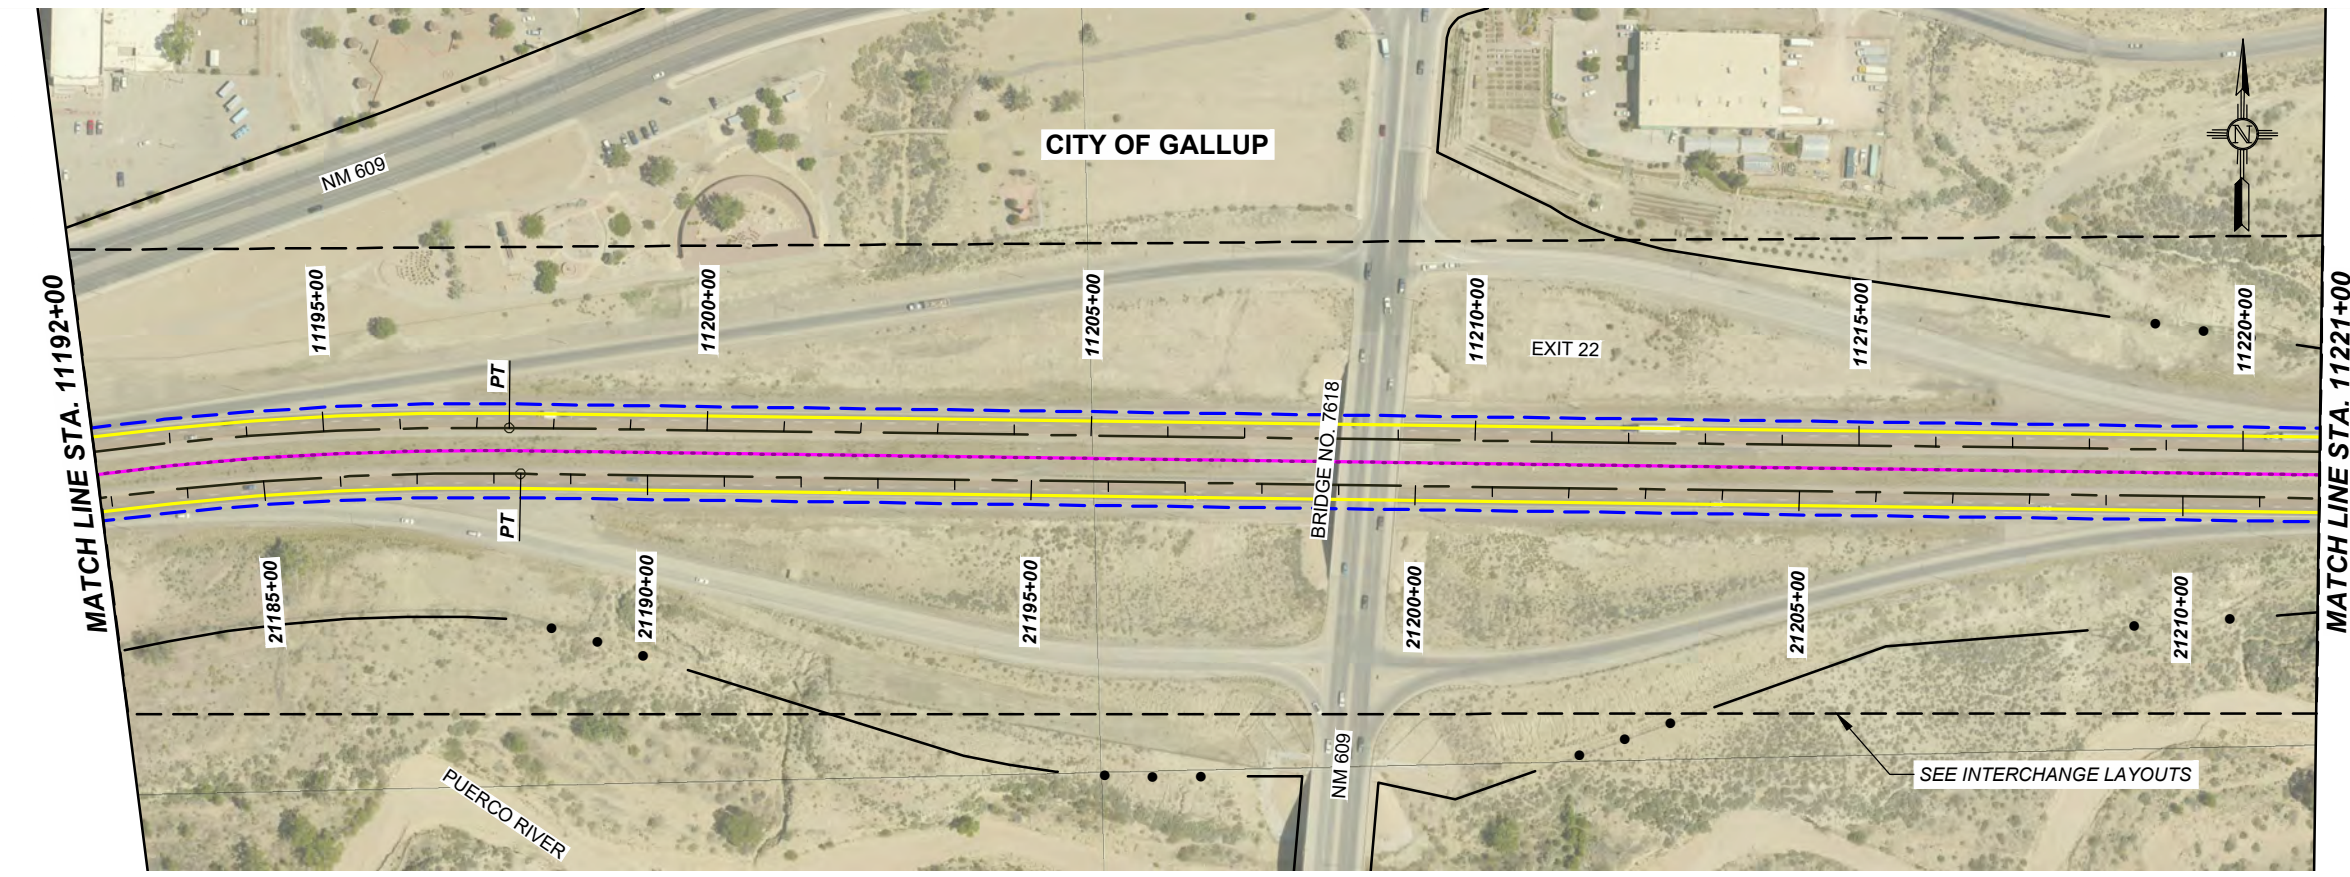 CITY OF GALLUP
N
NM 609
MATCH LINE STA. 11192+00
11195+00
11200+00
11205+00
11210+00
11215+00
11220+00
MATCH LINE STA. 11221+00
EXIT 22
PT
BRIDGE NO. 7618
PT
21185+00
21190+00
21195+00
21200+00
21205+00
21210+00
NM 609
SEE INTERCHANGE LAYOUTS
PUERCO RIVER